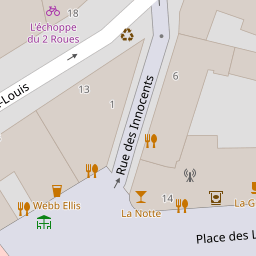 L'échoppe
du 2 Roues
-Louis
13
1
6
Rue des Innocents
Webb Ellis
La Notte
14
La G
Place des L